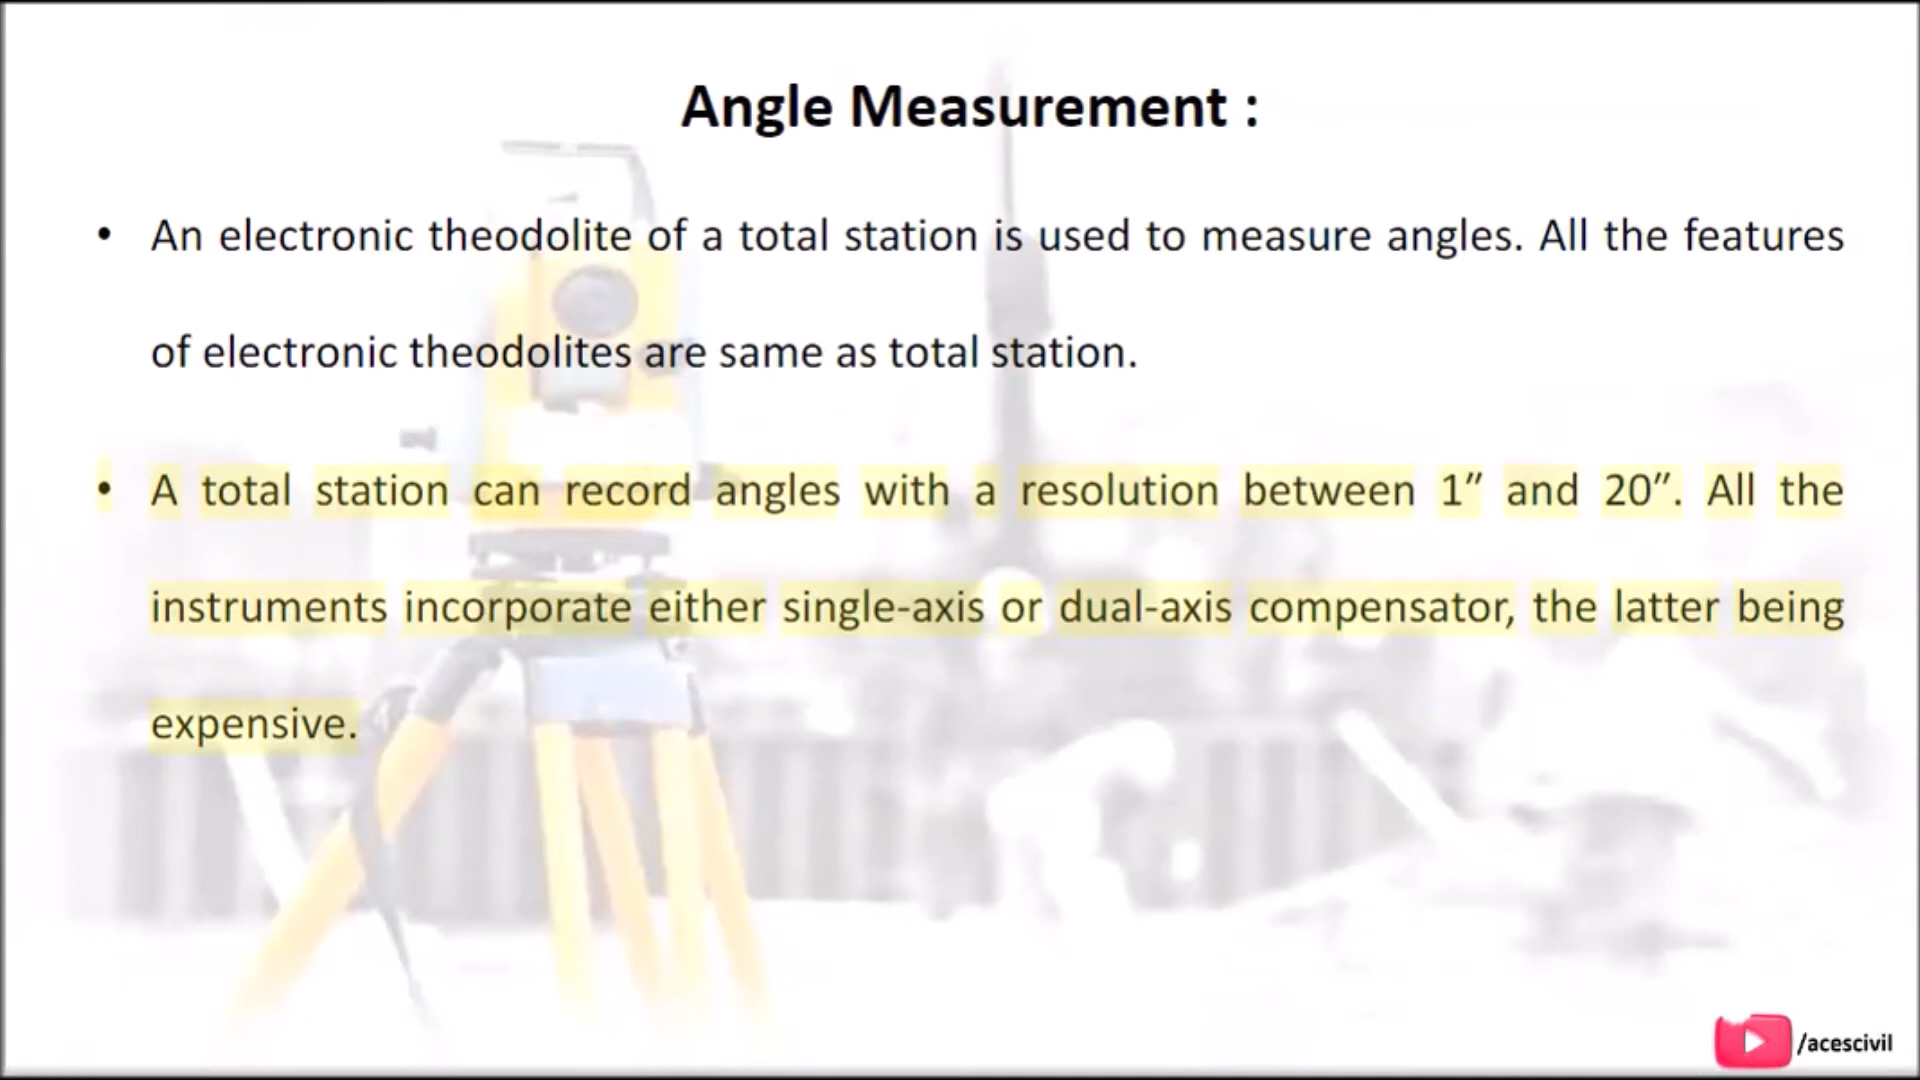 Angle Measurement :
• An electronic theodolite of a total station is used to measure angles. All the features
of electronic theodolites are same as total station.
• A total station can record angles with a resolution between 1” and 20”. All the
instruments incorporate either single-axis or dual-axis compensator, the latter being
expensive.
/acescivil